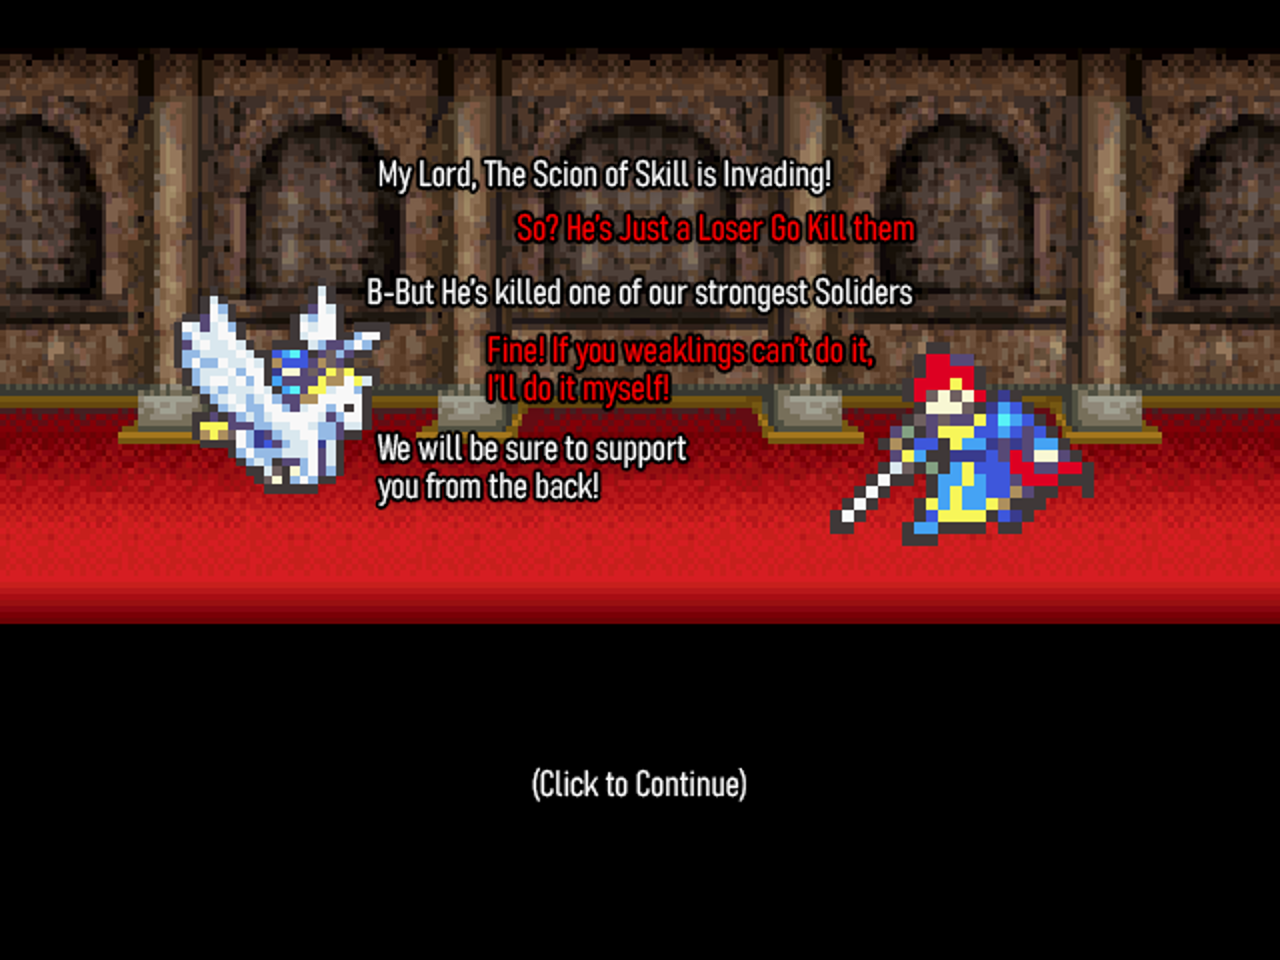 My Lord, The Scion of Skill is Invading!
So? He's Just a Loser Go Kill them
B-But He's killed one of our strongest Soliders
Fine! If you weaklings can't do it,
I'll do it myself!
We will be sure to support
you from the back!
(Click to Continue)